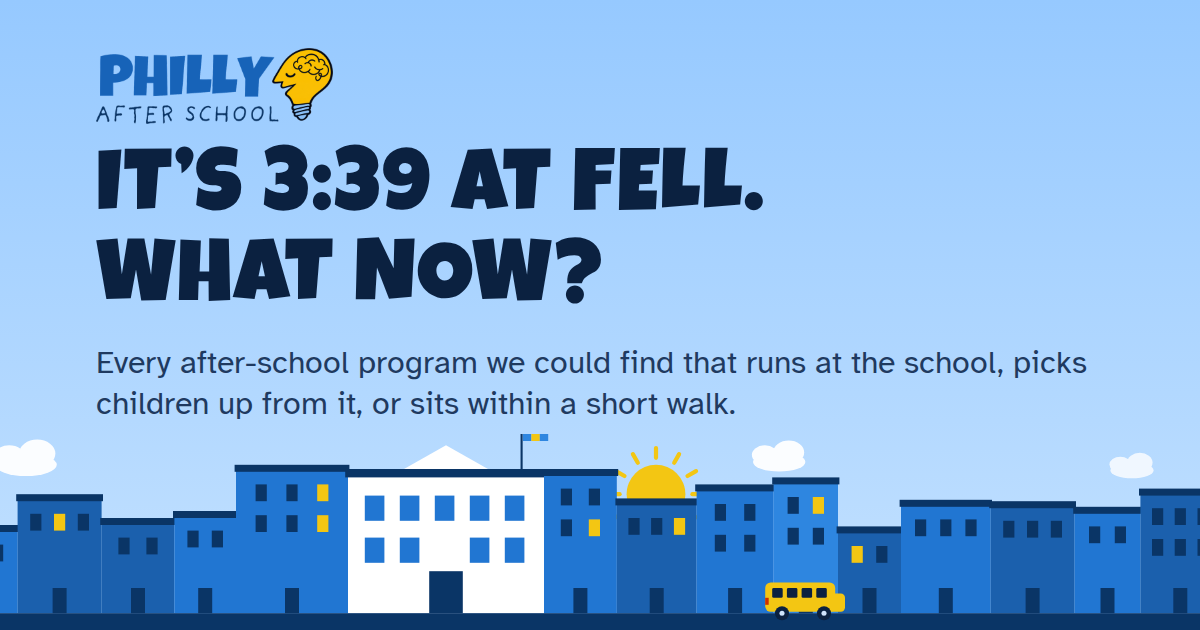 PHILLY
AFTER SCHOOL
IT’S 3:39 AT FELL.
WHAT NOW?
Every after-school program we could find that runs at the school, picks
children up from it, or sits within a short walk.